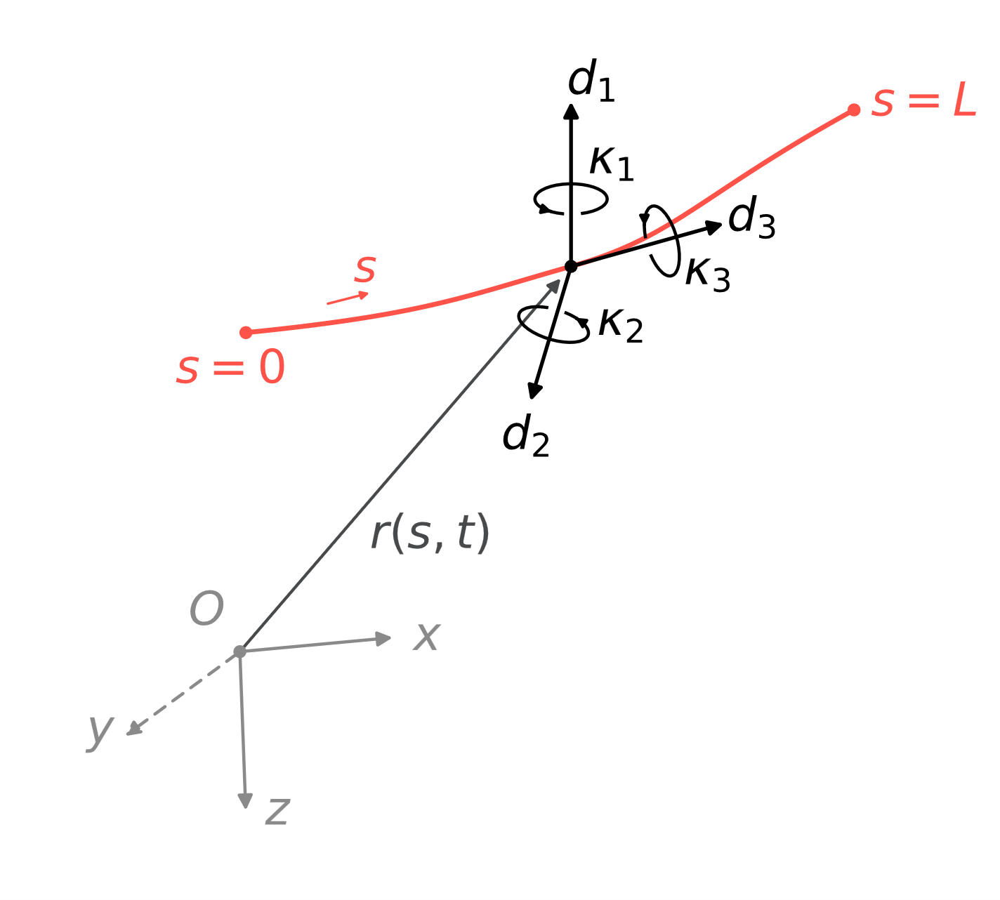 d₁
s = L
κ₁
d₃
s
κ₃
κ₂
s = 0
d₂
r(s, t)
O
x
y
z